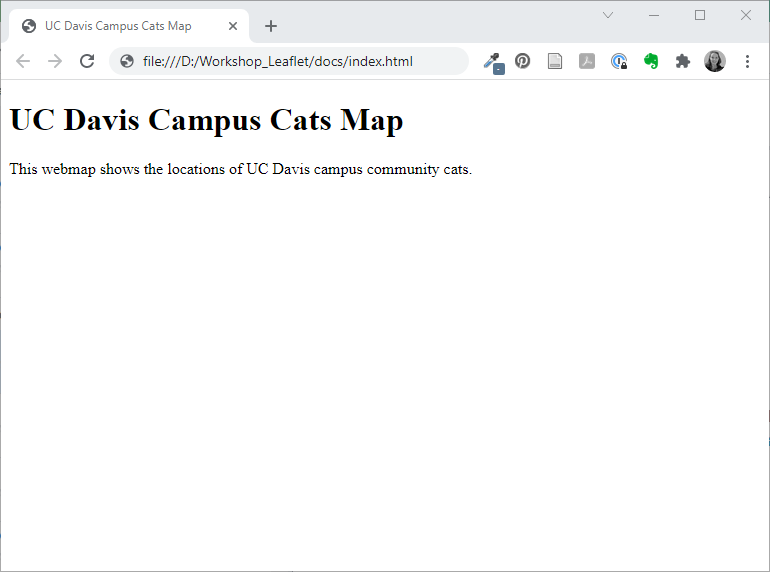 UC Davis Campus Cats Map
file:///D:/Workshop_Leaflet/docs/index.html
UC Davis Campus Cats Map
This webmap shows the locations of UC Davis campus community cats.